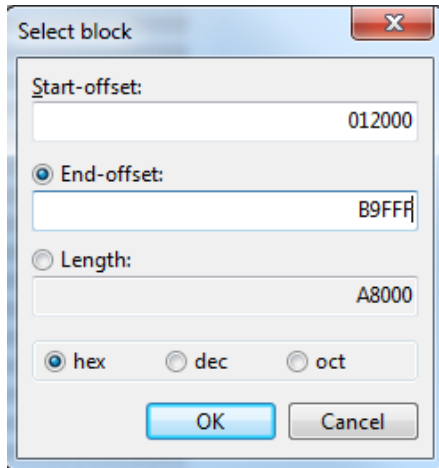 Select block
Start-offset:
012000
End-offset:
B9FFF
Length:
A8000
hex dec oct
OK Cancel